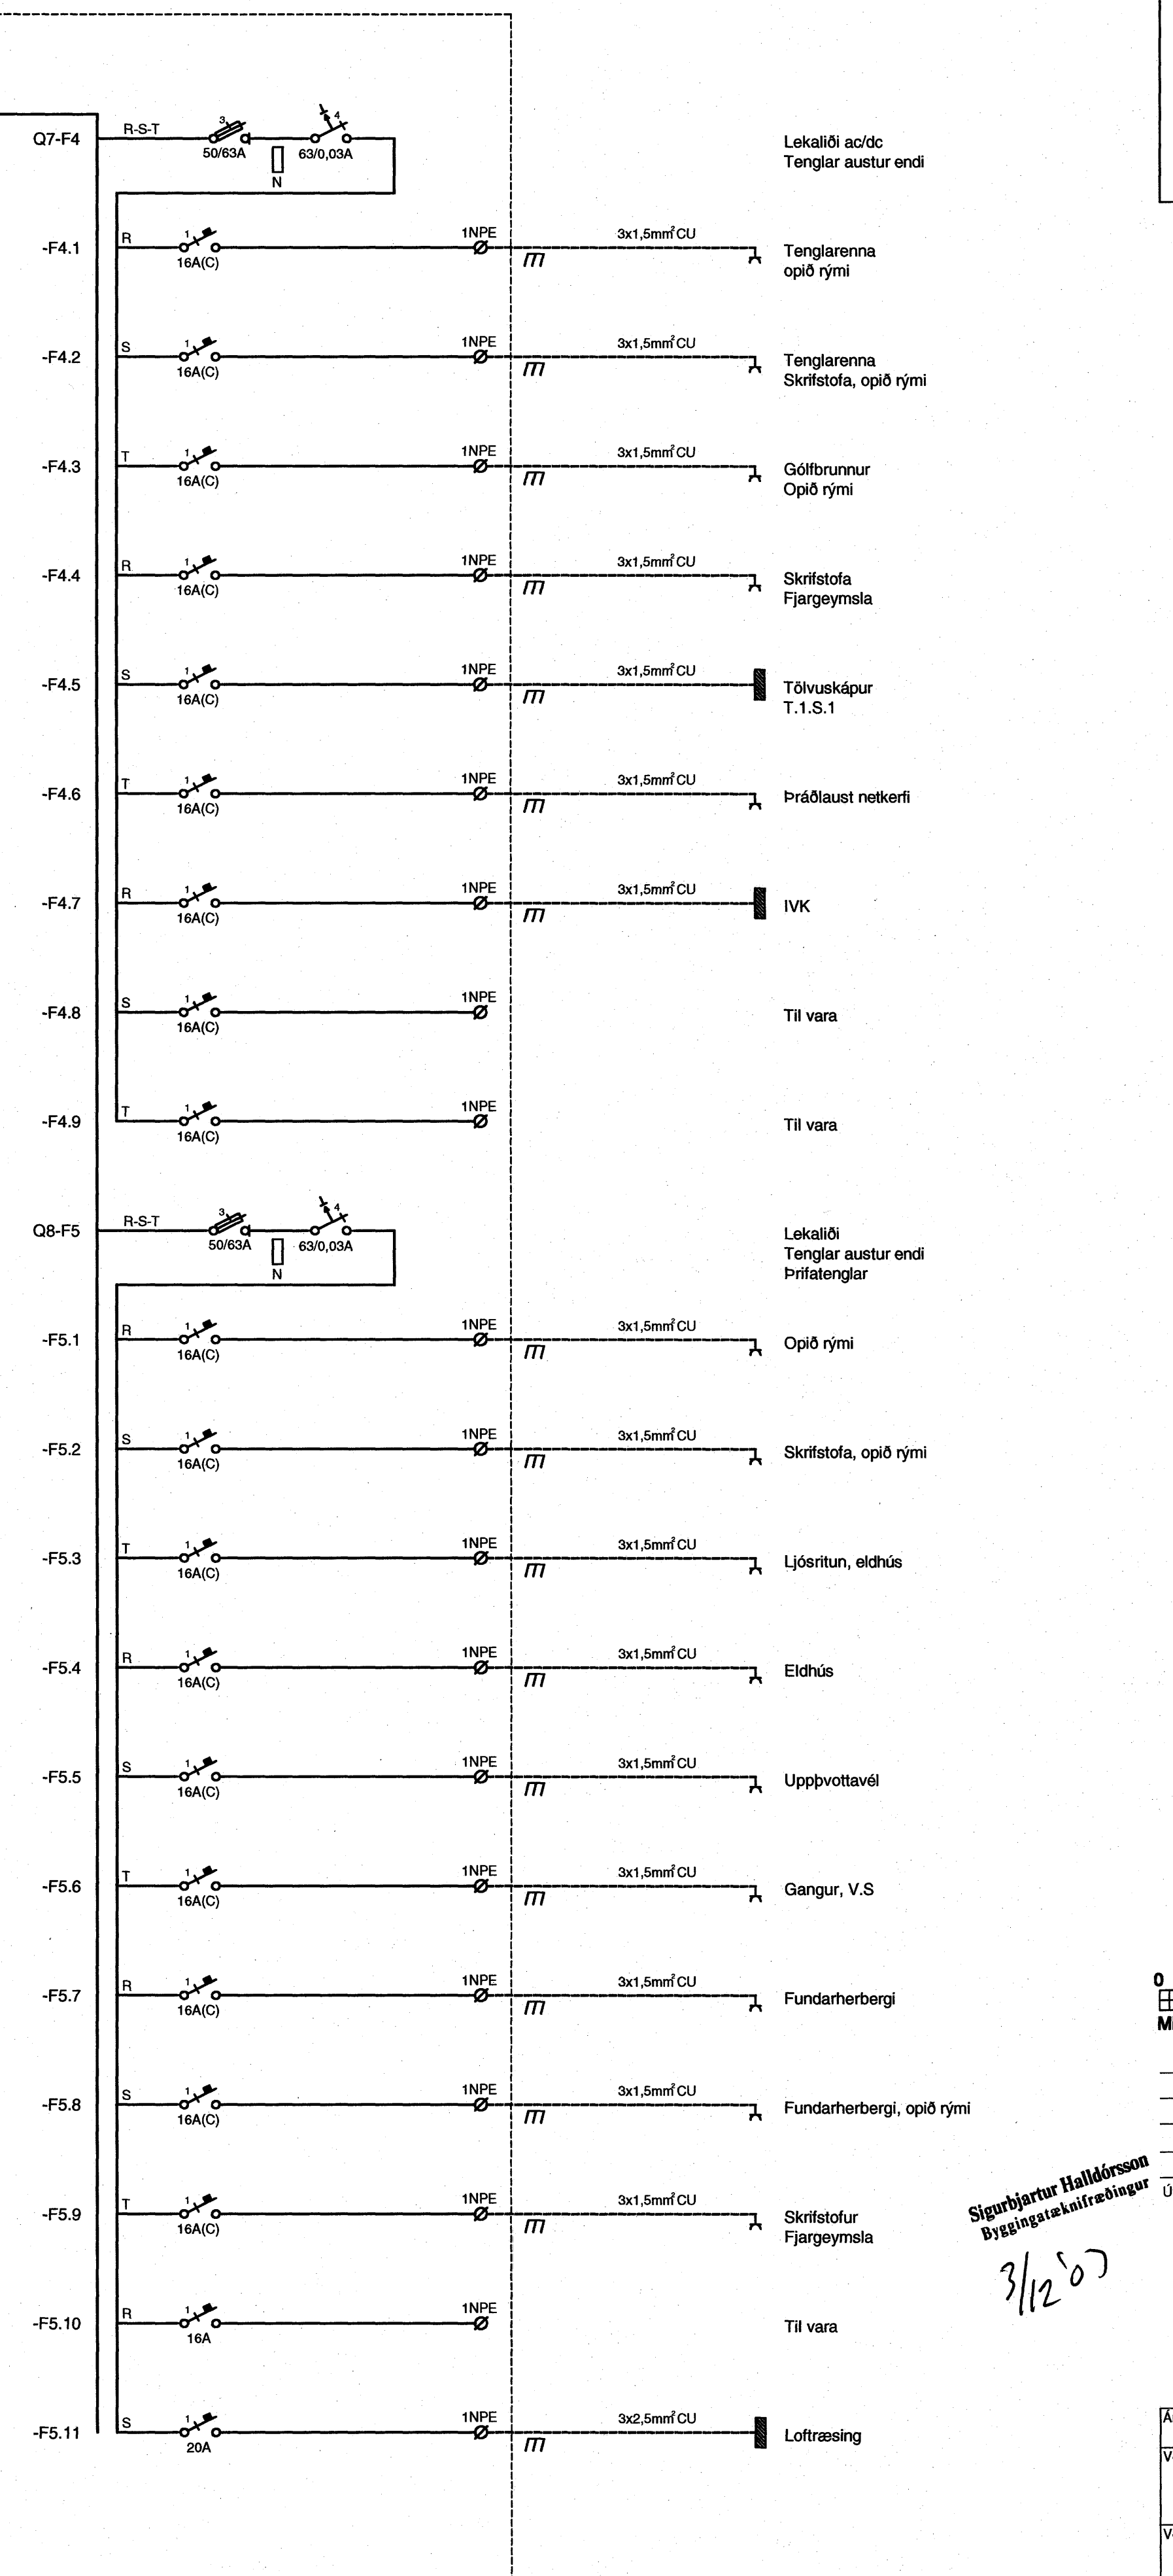 Q7-F4
R-S-T
3
50/63A
N
4
63/0,03A
Lekaliði ac/dc
Tenglar austur endi
-F4.1
R
1
16A(C)
1NPE
3x1,5mm² CU
Tenglarenna
opið rými
-F4.2
S
1
16A(C)
1NPE
3x1,5mm² CU
Tenglarenna
Skrifstofa, opið rými
-F4.3
T
1
16A(C)
1NPE
3x1,5mm² CU
Gólfbrunnur
Opið rými
-F4.4
R
1
16A(C)
1NPE
3x1,5mm² CU
Skrifstofa
Fjargeymsla
-F4.5
S
1
16A(C)
1NPE
3x1,5mm² CU
Tölvuskápur
T.1.S.1
-F4.6
T
1
16A(C)
1NPE
3x1,5mm² CU
Þráðlaust netkerfi
-F4.7
R
1
16A(C)
1NPE
3x1,5mm² CU
IVK
-F4.8
S
1
16A(C)
1NPE
Til vara
-F4.9
T
1
16A(C)
1NPE
Til vara
Q8-F5
R-S-T
3
50/63A
N
4
63/0,03A
Lekaliði
Tenglar austur endi
Þrifatenglar
-F5.1
R
1
16A(C)
1NPE
3x1,5mm² CU
Opið rými
-F5.2
S
1
16A(C)
1NPE
3x1,5mm² CU
Skrifstofa, opið rými
-F5.3
T
1
16A(C)
1NPE
3x1,5mm² CU
Ljósritun, eldhús
-F5.4
R
1
16A(C)
1NPE
3x1,5mm² CU
Eldhús
-F5.5
S
1
16A(C)
1NPE
3x1,5mm² CU
Uppþvottavél
-F5.6
T
1
16A(C)
1NPE
3x1,5mm² CU
Gangur, V.S
-F5.7
R
1
16A(C)
1NPE
3x1,5mm² CU
Fundarherbergi
0
-F5.8
S
1
16A(C)
1NPE
3x1,5mm² CU
Fundarherbergi, opið rými
-F5.9
T
1
16A(C)
1NPE
3x1,5mm² CU
Skrifstofur
Fjargeymsla
Sigurbjartur Halldórsson
Byggingatæknifræðingur
3/12 '07
-F5.10
R
1
16A
1NPE
Til vara
-F5.11
S
1
20A
1NPE
3x2,5mm² CU
Loftræsing